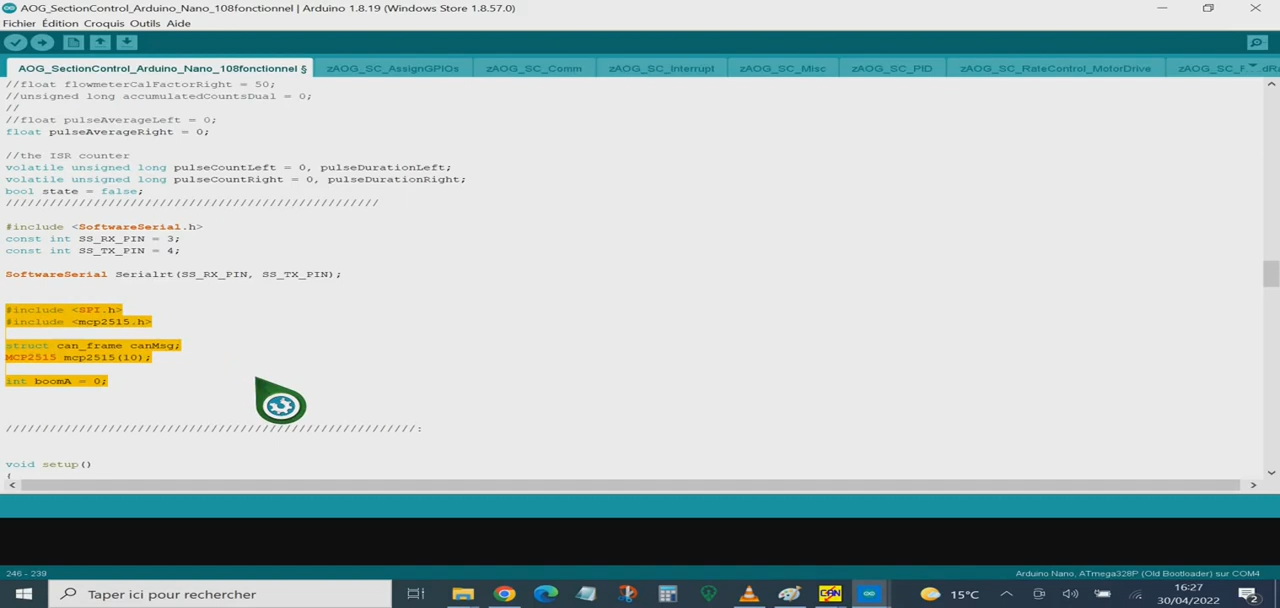 AOG_SectionControl_Arduino_Nano_108fonctionnel | Arduino 1.8.19 (Windows Store 1.8.57.0)
Fichier Édition Croquis Outils Aide
AOG_SectionControl_Arduino_Nano_108fonctionnel § zAOG_SC_AssignGPIOs zAOG_SC_Comm zAOG_SC_Interrupt zAOG_SC_Misc zAOG_SC_PID zAOG_SC_RateControl_MotorDrive
//float flowmeterCalFactorRight = 50;
//unsigned long accumulatedCountsDual = 0;
//
//float pulseAverageLeft = 0;
float pulseAverageRight = 0;
//the ISR counter
volatile unsigned long pulseCountLeft = 0, pulseDurationLeft;
volatile unsigned long pulseCountRight = 0, pulseDurationRight;
bool state = false;
///////////////////////////////////////////////////
#include <SoftwareSerial.h>
const int SS_RX_PIN = 3;
const int SS_TX_PIN = 4;
SoftwareSerial Serialrt(SS_RX_PIN, SS_TX_PIN);
#include <SPI.h>
#include <mcp2515.h>
struct can_frame canMsg;
MCP2515 mcp2515(10);
int boomA = 0;
/////////////////////////////////////////////////////////:
void setup()
{
246 - 239
Arduino Nano, ATmega328P (Old Bootloader) sur COM4
Taper ici pour rechercher
CAN
15°C
16:27
30/04/2022
2